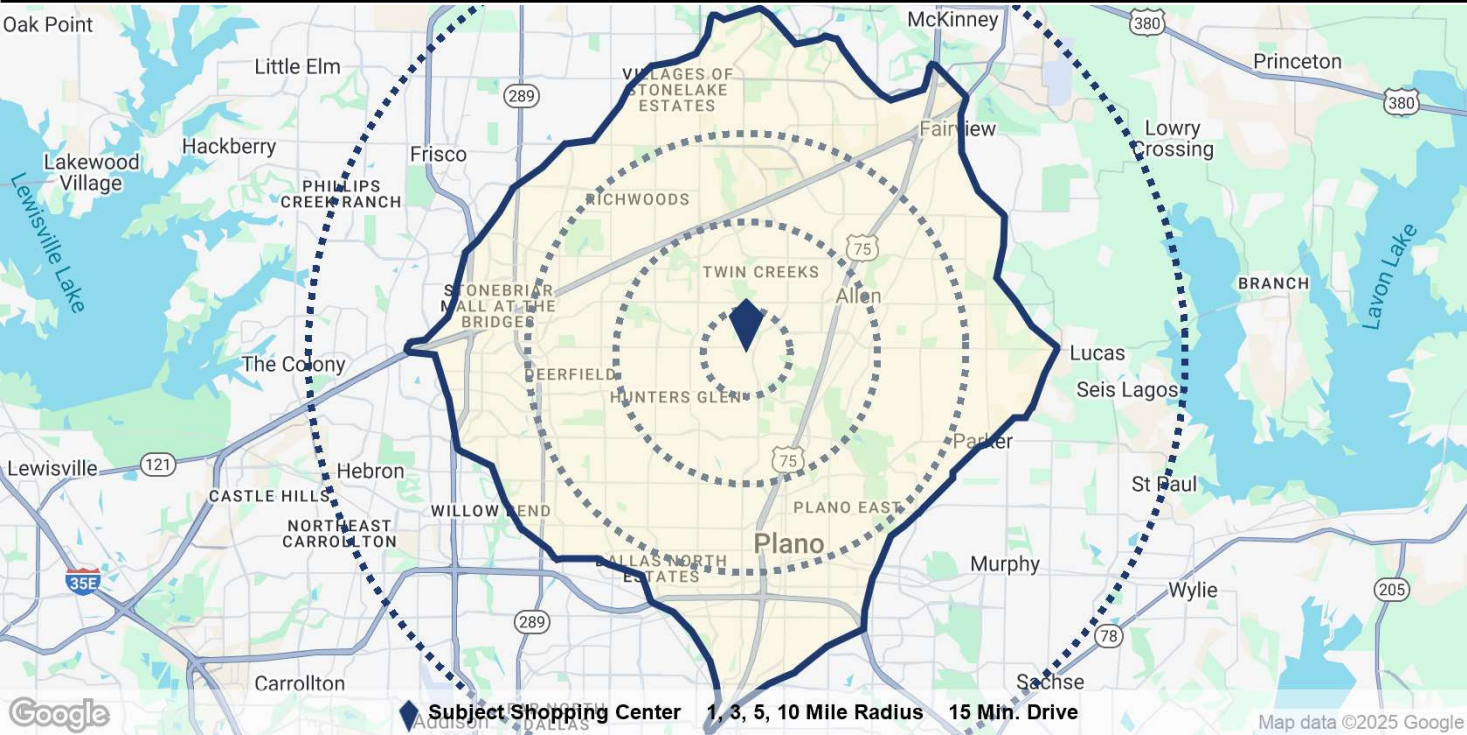 Oak Point
McKinney
380
Little Elm
Princeton
VILLAGES OF
STONELAKE
ESTATES
289
380
Fairview
Lowry
Crossing
Hackberry
Frisco
Lakewood
Village
PHILLIPS
CREEK RANCH
RICHWOODS
Lewisville Lake
75
TWIN CREEKS
Lavon Lake
BRANCH
STONEBRIAR
MALL AT THE
BRIDGES
Allen
The Colony
Lucas
DEERFIELD
Seis Lagos
HUNTERS GLEN
Parker
Lewisville
121
Hebron
75
St Paul
CASTLE HILLS
WILLOW BEND
PLANO EAST
NORTHEAST
CARROLLTON
Plano
DALLAS NORTH
ESTATES
Murphy
35E
Wylie
205
289
78
Carrollton
Sachse
Google
Addison
FAR NORTH
DALLAS
Subject Shopping Center 1, 3, 5, 10 Mile Radius 15 Min. Drive
Map data ©2025 Google